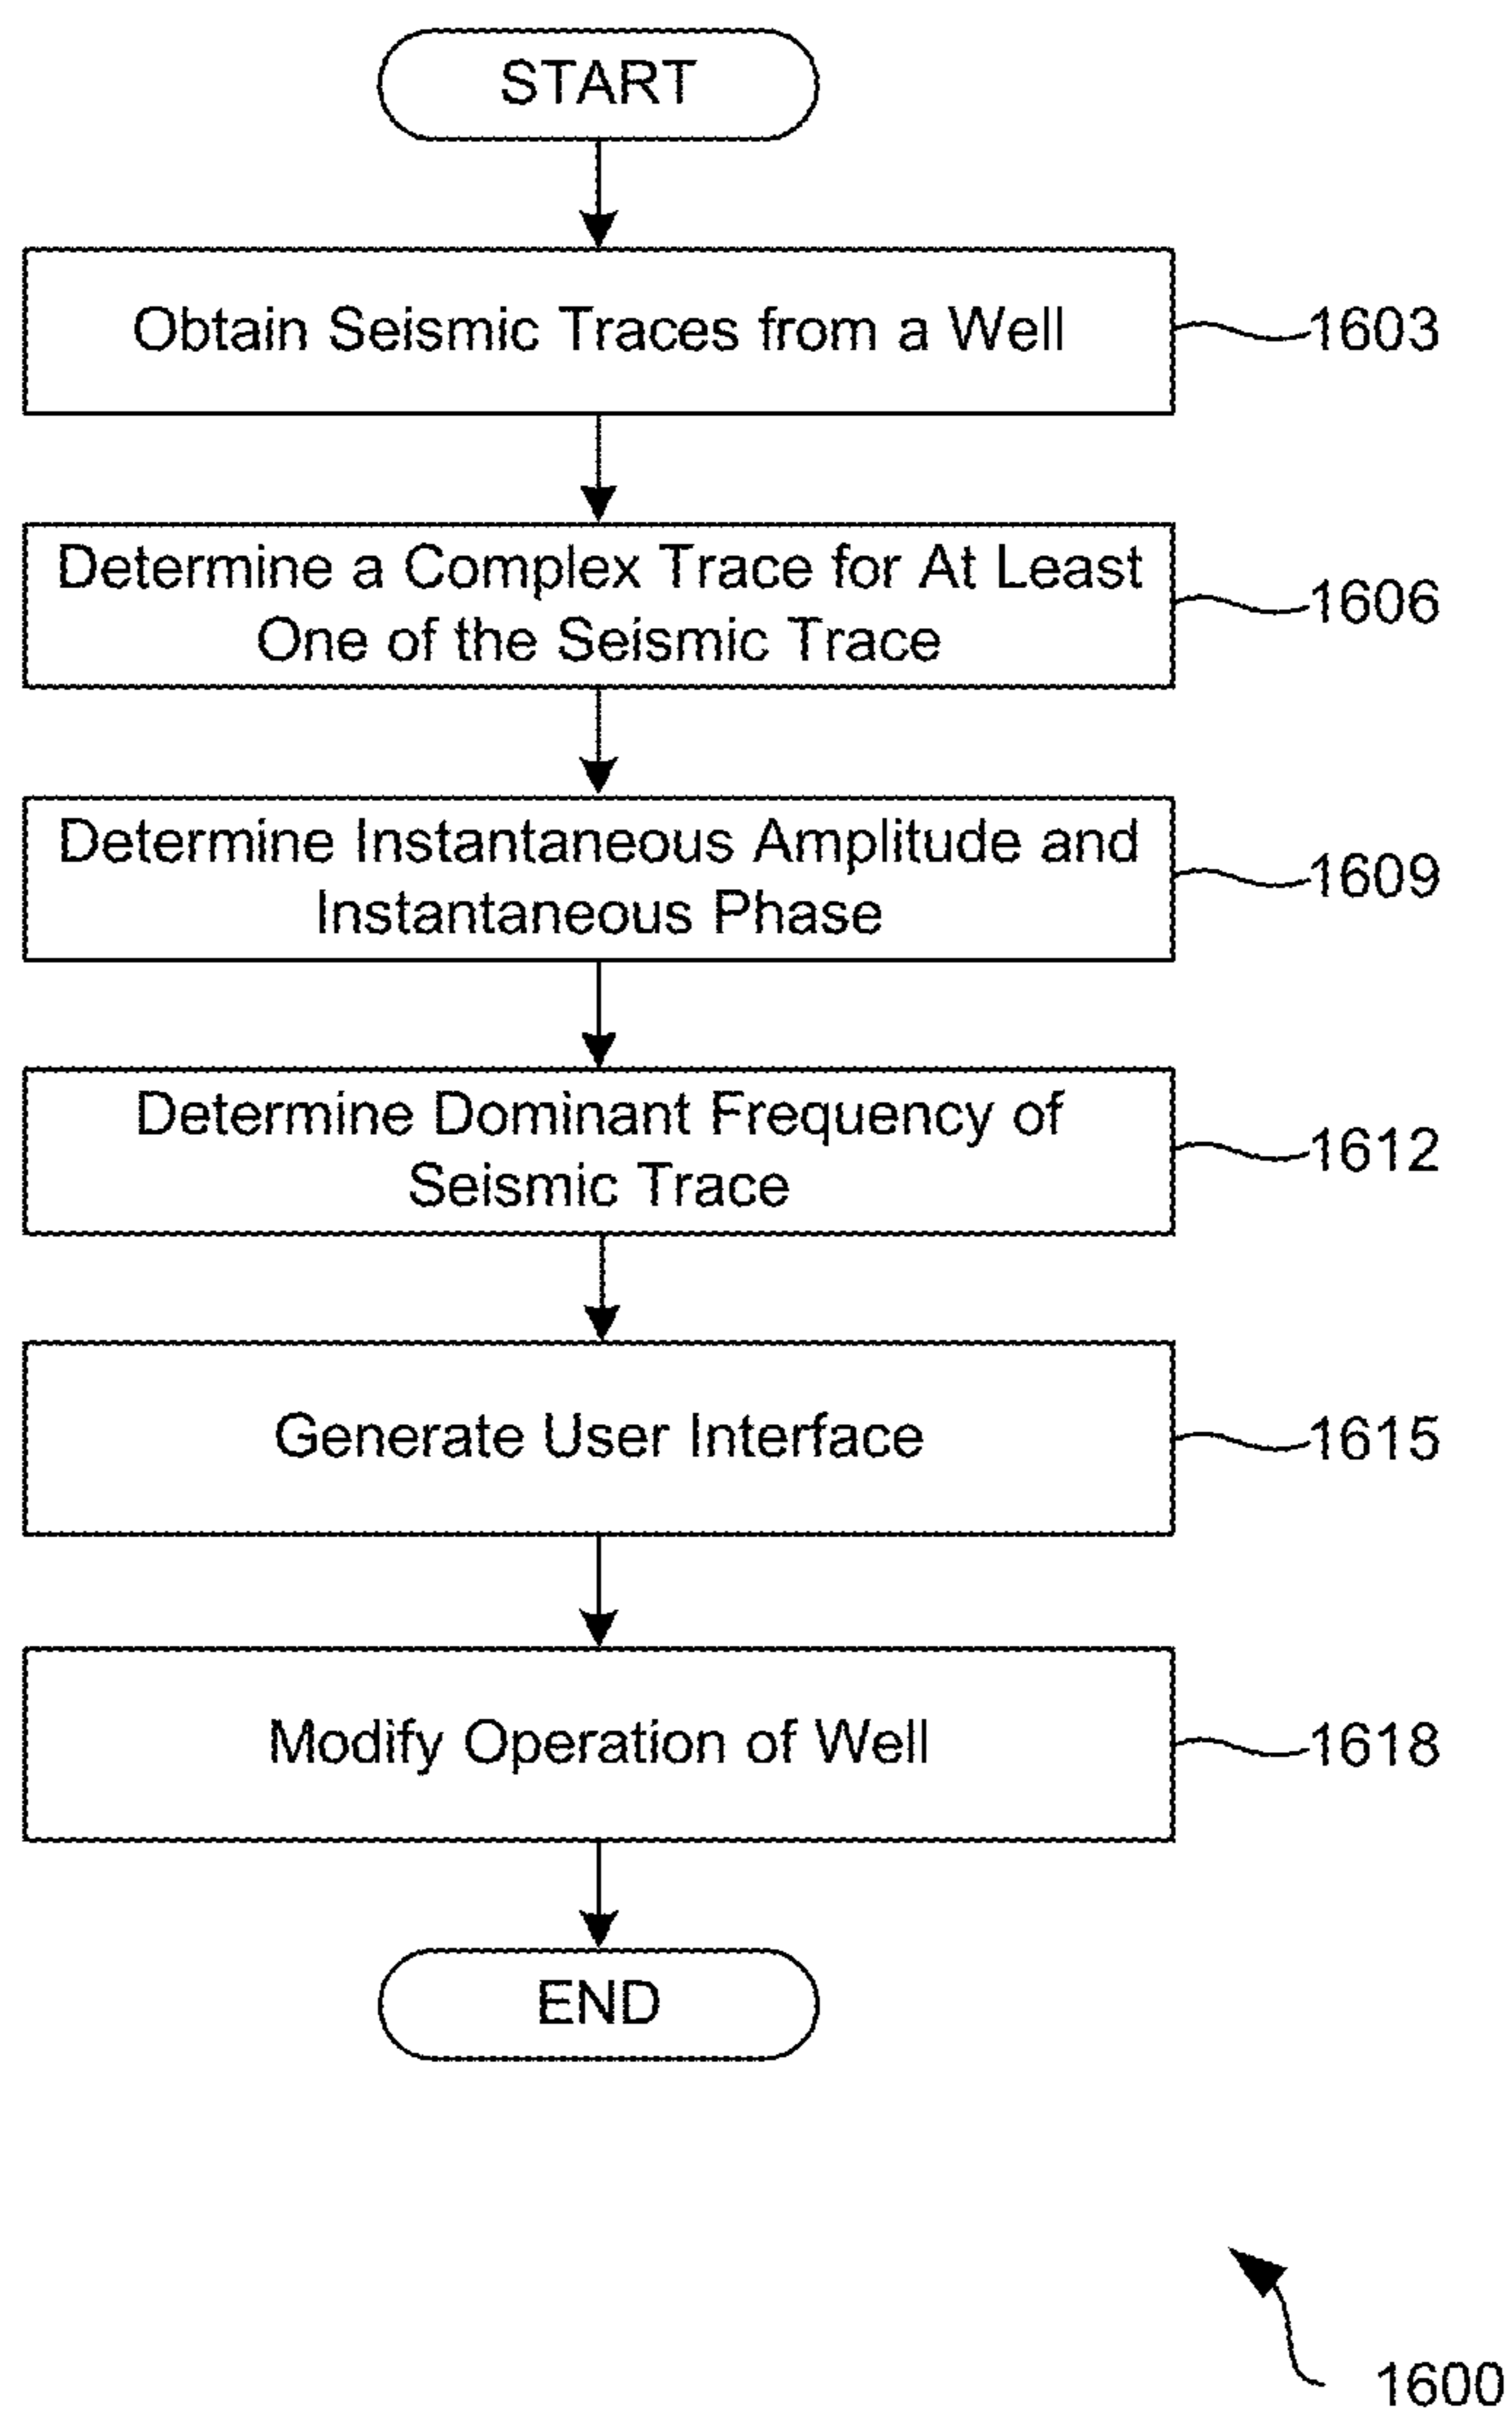 START
Obtain Seismic Traces from a Well
1603
Determine a Complex Trace for At Least
One of the Seismic Trace
1606
Determine Instantaneous Amplitude and
Instantaneous Phase
1609
Determine Dominant Frequency of
Seismic Trace
1612
Generate User Interface
1615
Modify Operation of Well
1618
END
1600